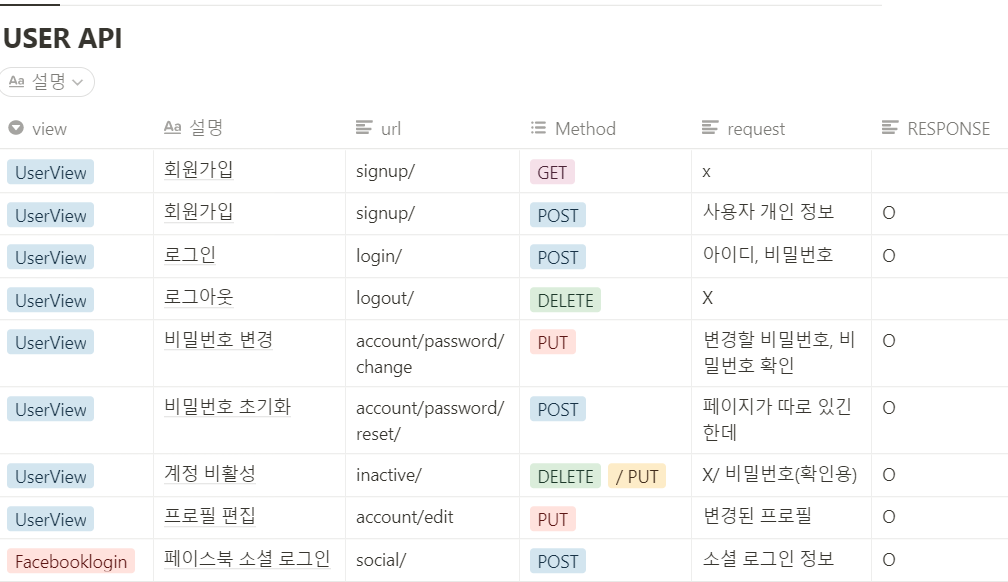 USER API
Aa 설명
view Aa 설명 url Method request RESPONSE
UserView 회원가입 signup/ GET x
UserView 회원가입 signup/ POST 사용자 개인 정보 O
UserView 로그인 login/ POST 아이디, 비밀번호 O
UserView 로그아웃 logout/ DELETE X
UserView 비밀번호 변경 account/password/ PUT 변경할 비밀번호, 비 O
change 밀번호 확인
UserView 비밀번호 초기화 account/password/ POST 페이지가 따로 있긴 O
reset/ 한데
UserView 계정 비활성 inactive/ DELETE / PUT X/ 비밀번호(확인용) O
UserView 프로필 편집 account/edit PUT 변경된 프로필 O
Facebooklogin 페이스북 소셜 로그인 social/ POST 소셜 로그인 정보 O